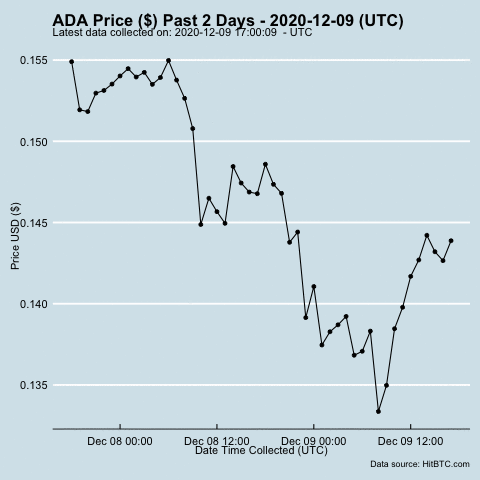 ADA Price ($) Past 2 Days - 2020-12-09 (UTC)
Latest data collected on: 2020-12-09 17:00:09 - UTC
0.155
0.150
0.145
0.140
0.135
Price USD ($)
Dec 08 00:00 Dec 08 12:00 Dec 09 00:00 Dec 09 12:00
Date Time Collected (UTC)
Data source: HitBTC.com